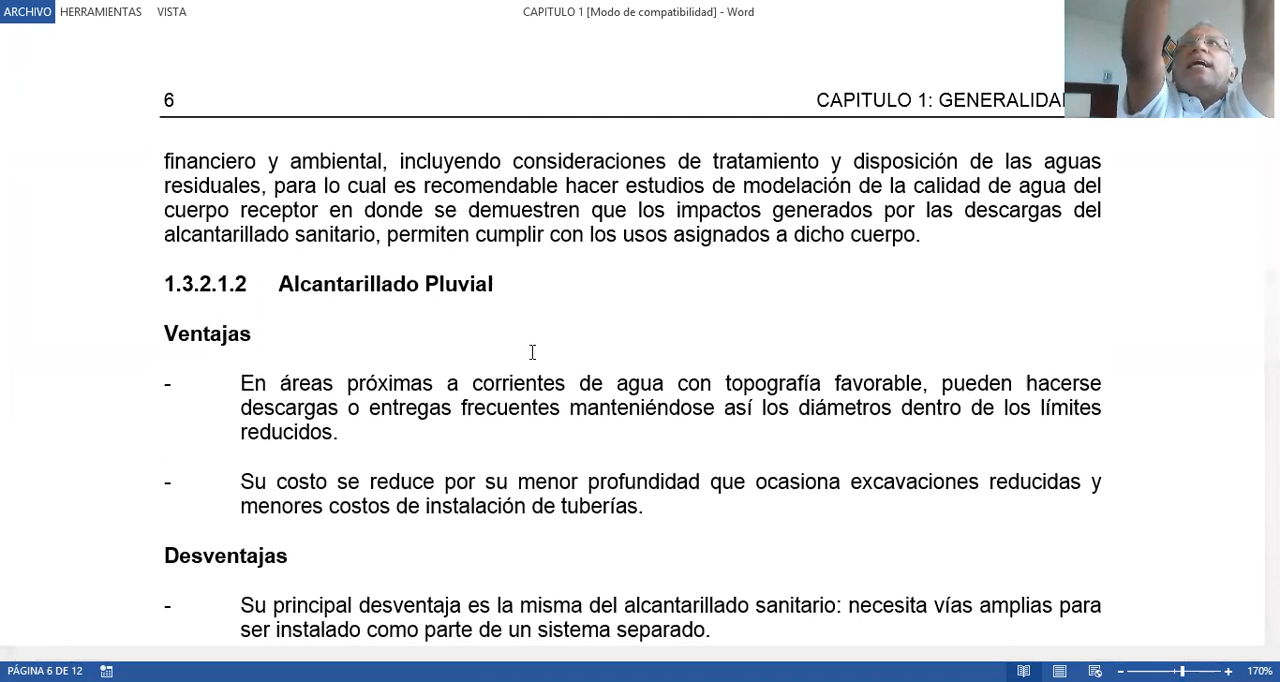 ARCHIVO HERRAMIENTAS VISTA CAPITULO 1 [Modo de compatibilidad] - Word
6 CAPITULO 1: GENERALIDA
financiero y ambiental, incluyendo consideraciones de tratamiento y disposición de las aguas
residuales, para lo cual es recomendable hacer estudios de modelación de la calidad de agua del
cuerpo receptor en donde se demuestren que los impactos generados por las descargas del
alcantarillado sanitario, permiten cumplir con los usos asignados a dicho cuerpo.
1.3.2.1.2 Alcantarillado Pluvial
Ventajas
- En áreas próximas a corrientes de agua con topografía favorable, pueden hacerse
descargas o entregas frecuentes manteniéndose así los diámetros dentro de los límites
reducidos.
- Su costo se reduce por su menor profundidad que ocasiona excavaciones reducidas y
menores costos de instalación de tuberías.
Desventajas
- Su principal desventaja es la misma del alcantarillado sanitario: necesita vías amplias para
ser instalado como parte de un sistema separado.
PÁGINA 6 DE 12 170%